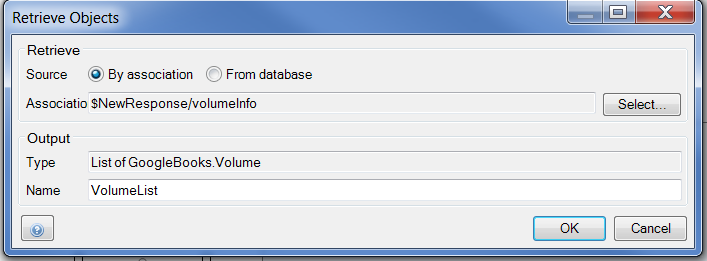 Retrieve Objects
Retrieve
Source By association From database
Associatio $NewResponse/volumeInfo Select...
Output
Type List of GoogleBooks.Volume
Name VolumeList
OK Cancel